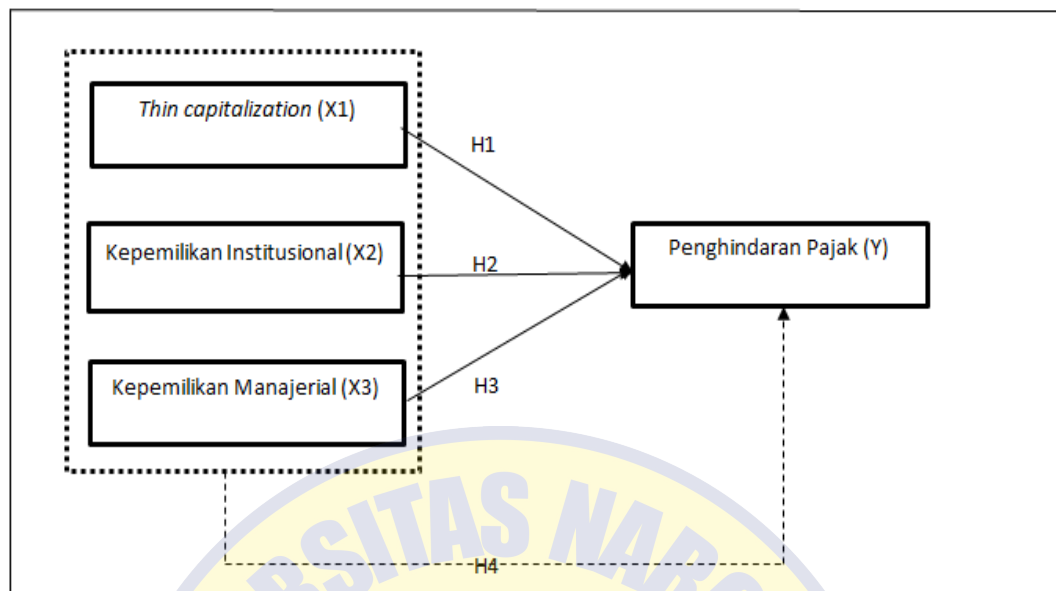 Thin capitalization (X1)
H1
Kepemilikan Institusional (X2)
Penghindaran Pajak (Y)
H2
Kepemilikan Manajerial (X3)
H3
H4